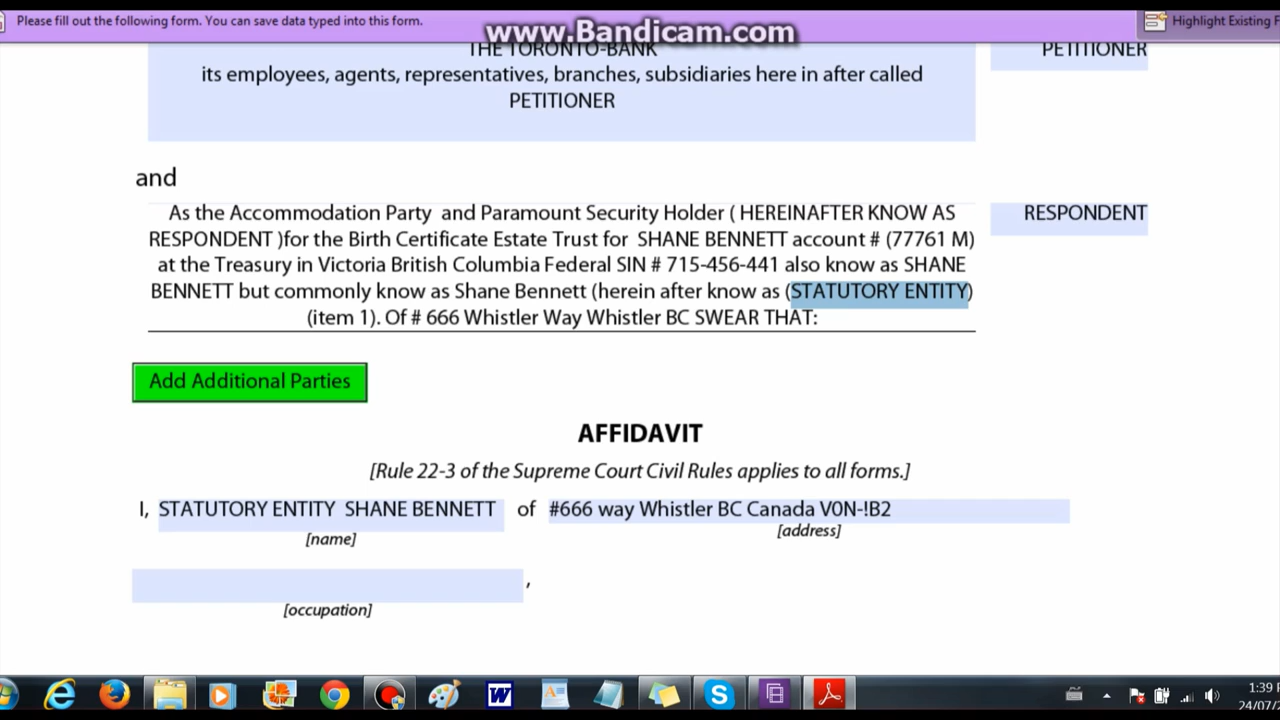 Please fill out the following form. You can save data typed into this form.
www.Bandicam.com
Highlight Existing F
THE TORONTO-BANK
PETITIONER
its employees, agents, representatives, branches, subsidiaries here in after called
PETITIONER
and
As the Accommodation Party and Paramount Security Holder ( HEREINAFTER KNOW AS
RESPONDENT
RESPONDENT )for the Birth Certificate Estate Trust for SHANE BENNETT account # (77761 M)
at the Treasury in Victoria British Columbia Federal SIN # 715-456-441 also know as SHANE
BENNETT but commonly know as Shane Bennett (herein after know as (STATUTORY ENTITY)
(item 1). Of # 666 Whistler Way Whistler BC SWEAR THAT:
Add Additional Parties
AFFIDAVIT
[Rule 22-3 of the Supreme Court Civil Rules applies to all forms.]
I, STATUTORY ENTITY SHANE BENNETT of #666 way Whistler BC Canada V0N-!B2
[name]
[address]
,
[occupation]
1:39 P
24/07/2